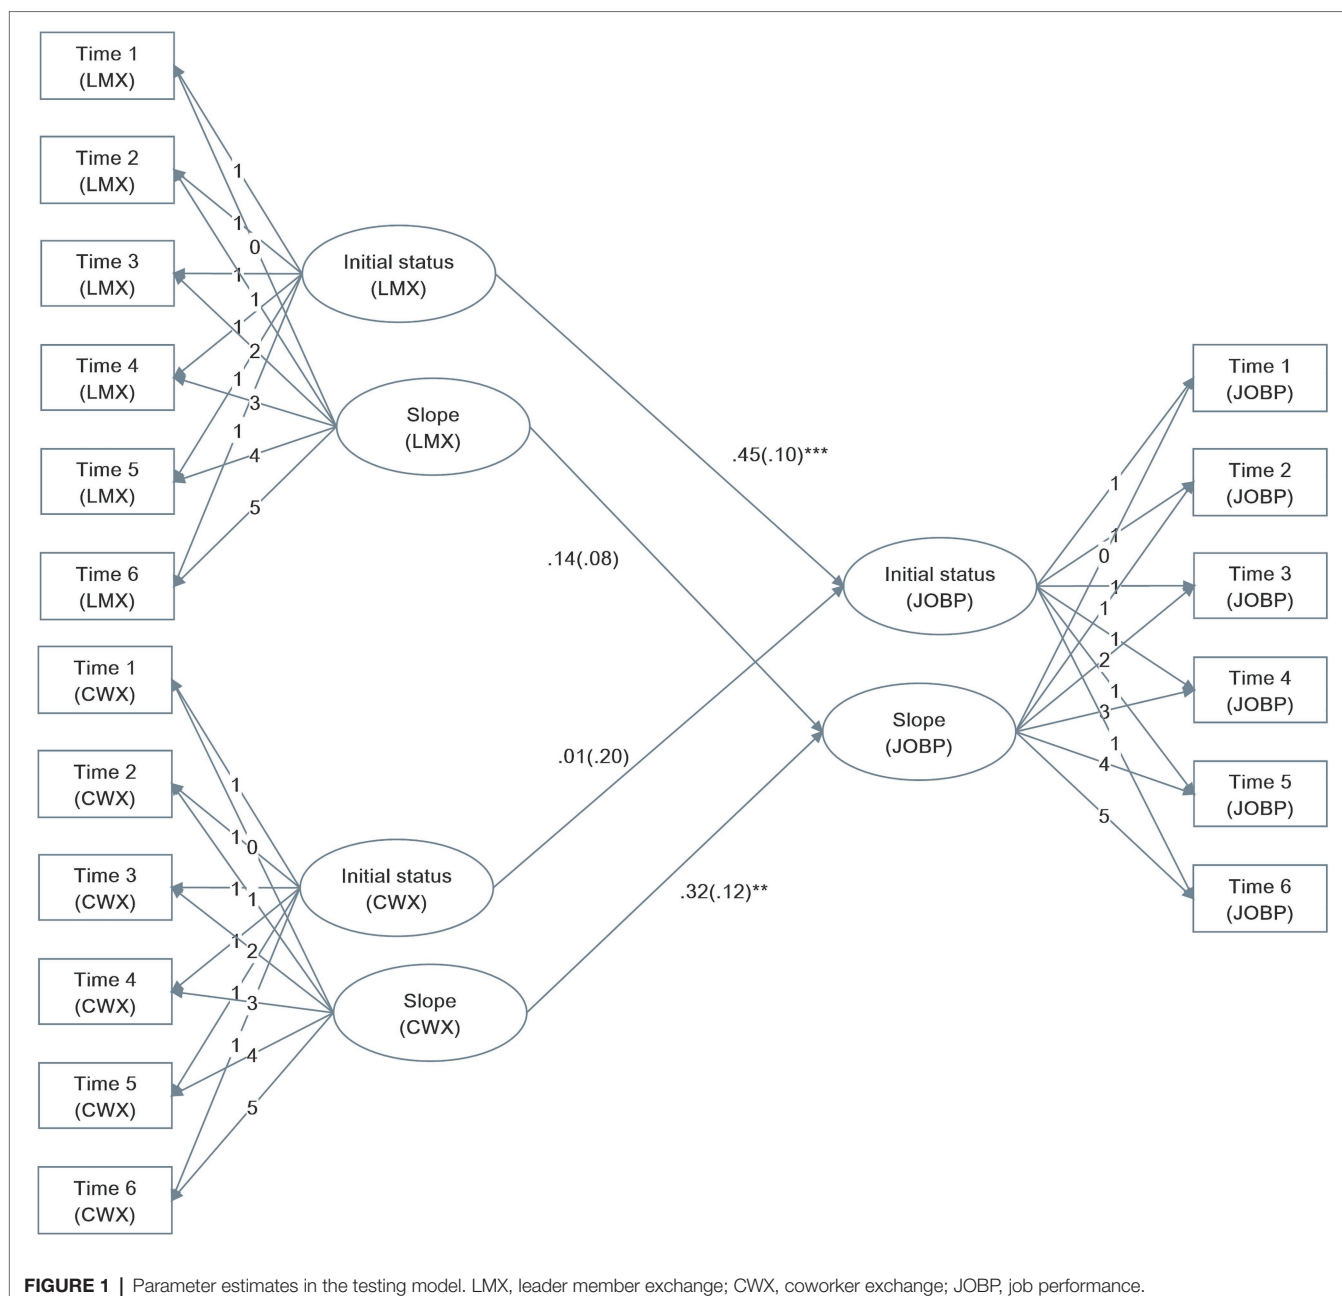 Time 1
(LMX)
Time 2
(LMX)
Time 3
(LMX)
Time 4
(LMX)
Time 5
(LMX)
Time 6
(LMX)
1
1
0
1
1
1
2
1
3
1
4
5
Initial status
(LMX)
Slope
(LMX)
Time 1
(CWX)
Time 2
(CWX)
Time 3
(CWX)
Time 4
(CWX)
Time 5
(CWX)
Time 6
(CWX)
1
1
0
1
1
1
2
1
3
1
4
5
Initial status
(CWX)
Slope
(CWX)
.45(.10)***
.14(.08)
.01(.20)
.32(.12)**
Initial status
(JOBP)
Slope
(JOBP)
1
1
0
1
1
1
2
1
3
1
4
5
Time 1
(JOBP)
Time 2
(JOBP)
Time 3
(JOBP)
Time 4
(JOBP)
Time 5
(JOBP)
Time 6
(JOBP)
FIGURE 1 | Parameter estimates in the testing model. LMX, leader member exchange; CWX, coworker exchange; JOBP, job performance.